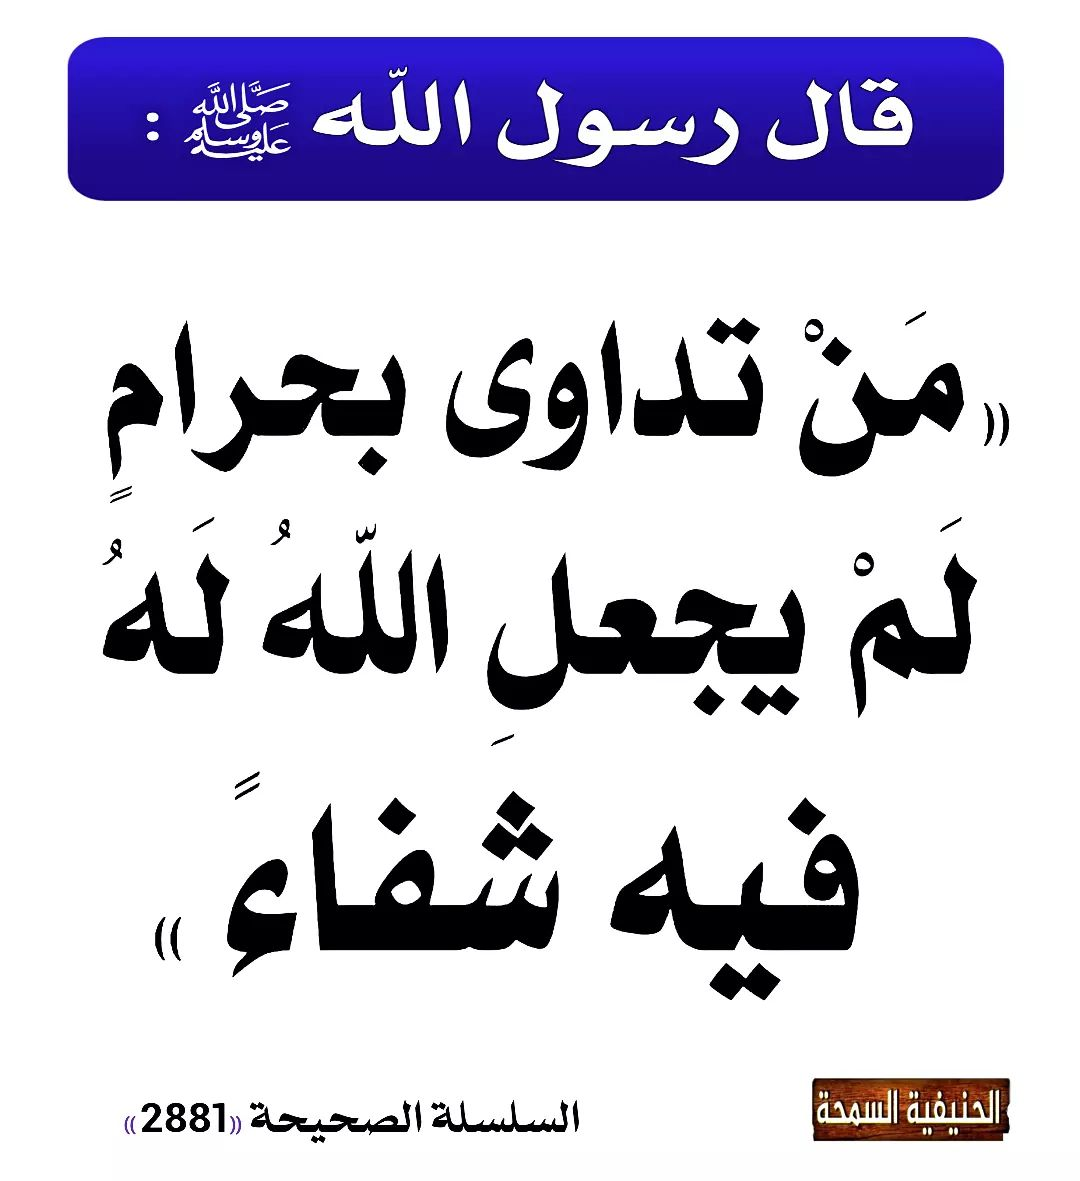 قال رسول الله ﷺ :
((مَنْ تداوى بحرامٍ
لَمْ يجعلِ اللّهُ لَهُ
فيه شفاءً))
السلسلة الصحيحة ((2881))
الحنيفية السمحة